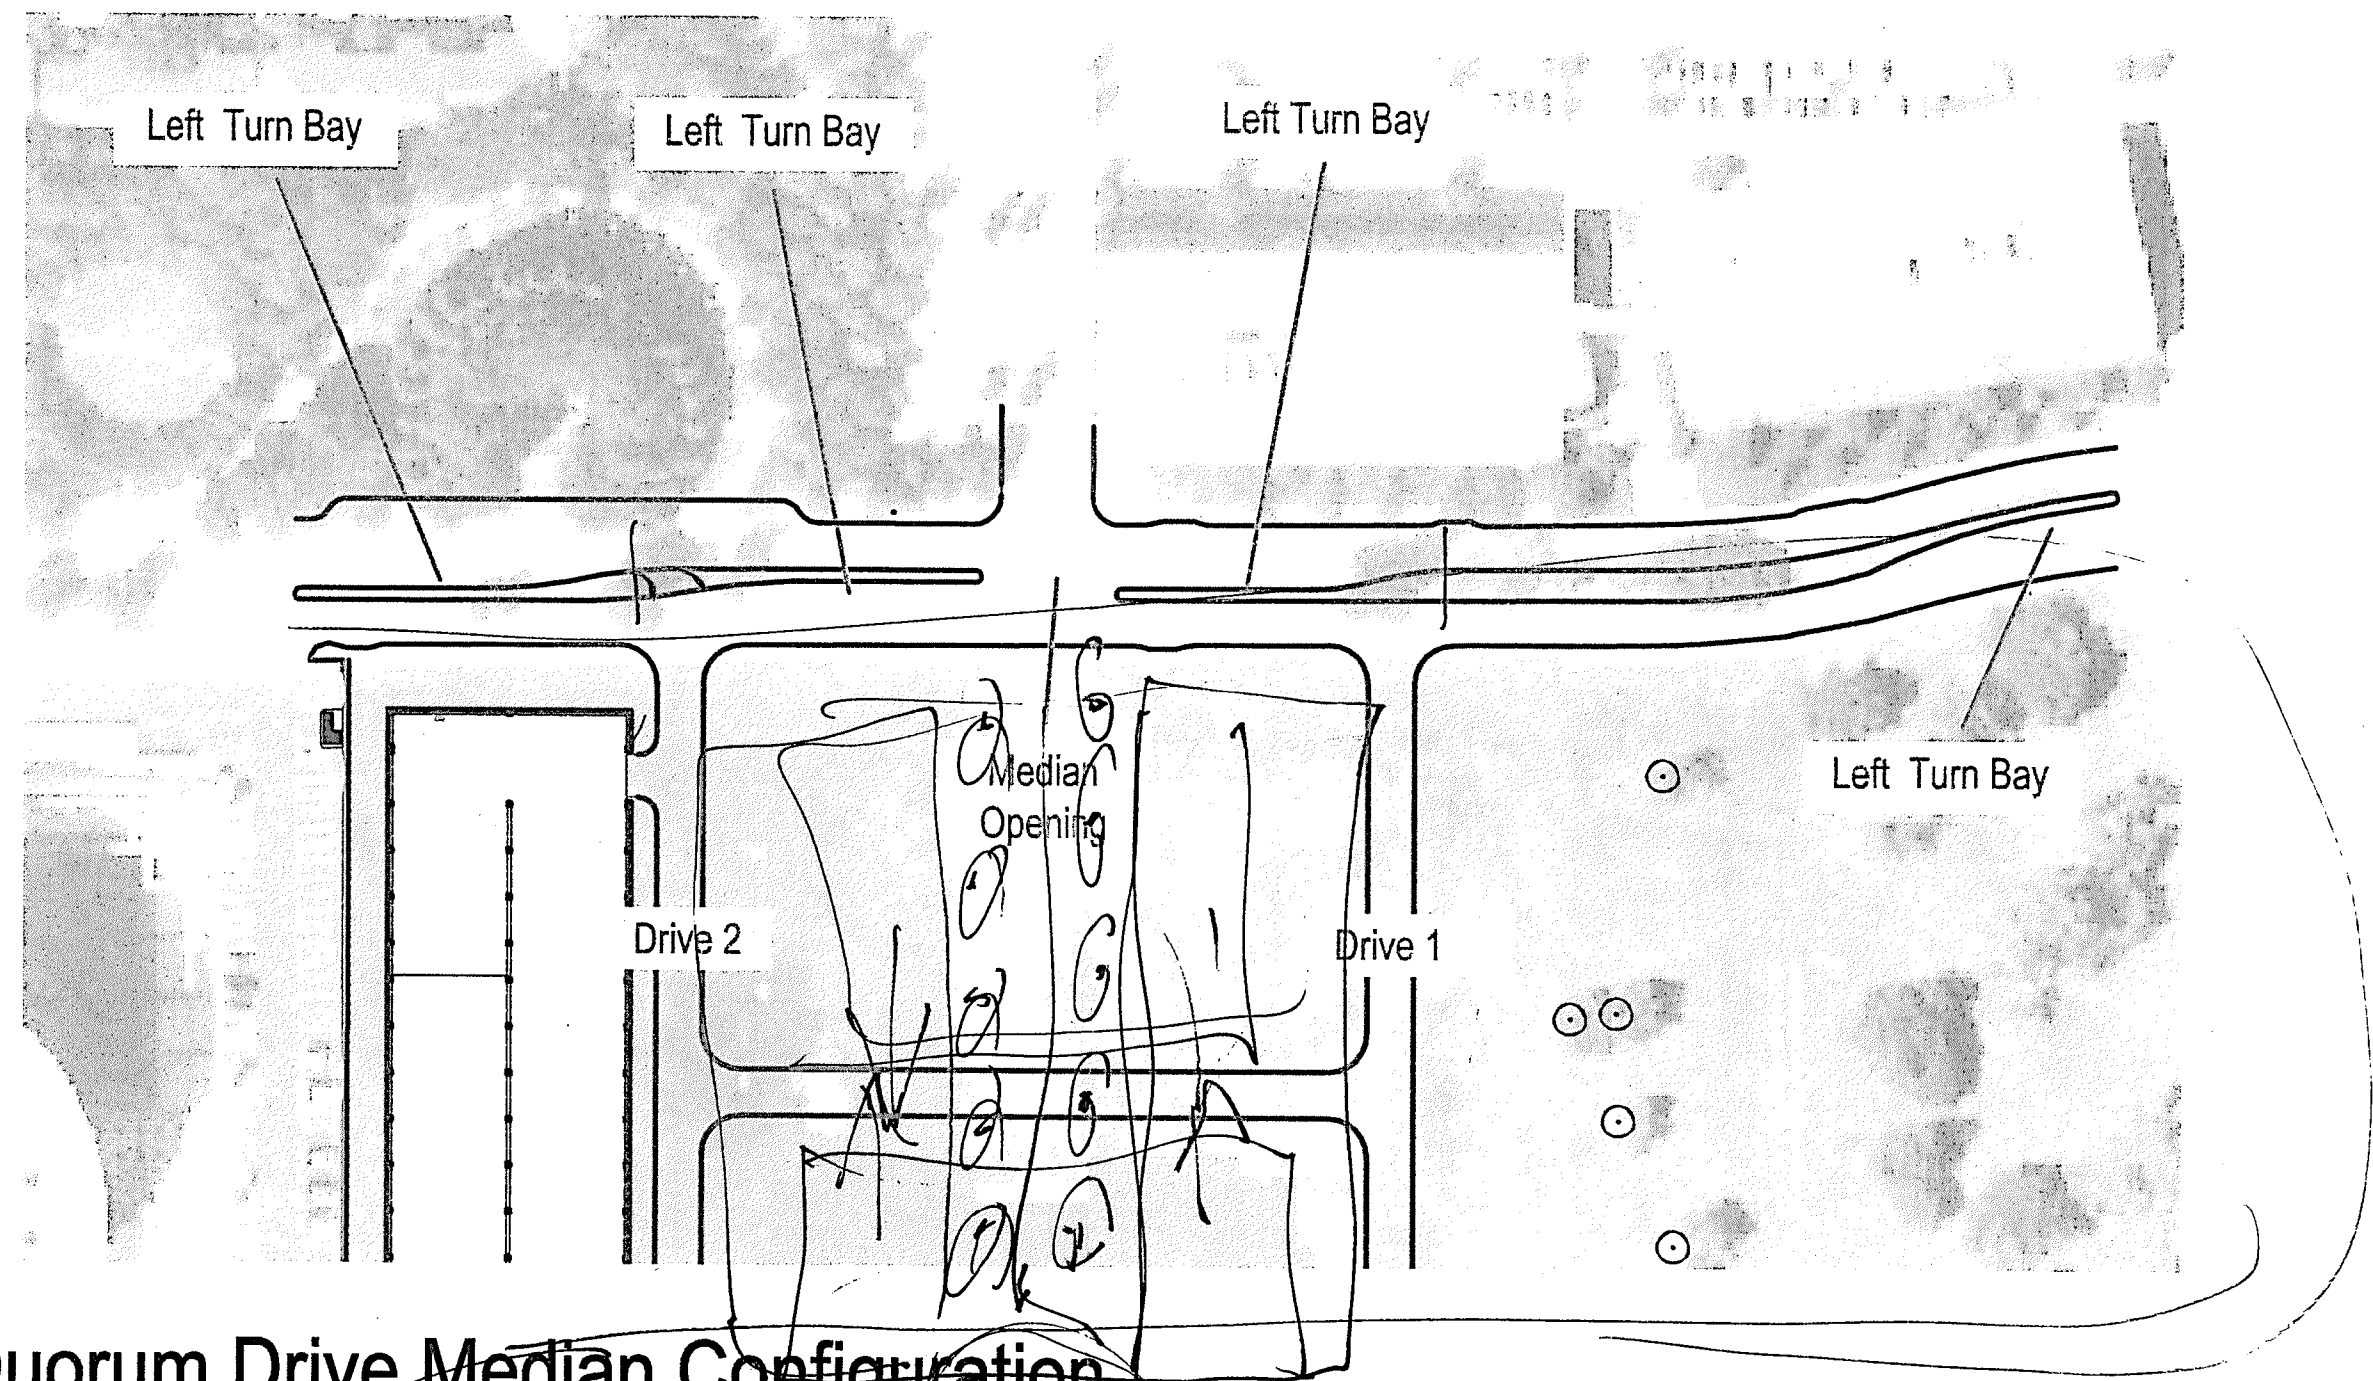 Left Turn Bay
Left Turn Bay
Left Turn Bay
Median
Opening
Left Turn Bay
Drive 2
Drive 1
uorum Drive Median Configuration